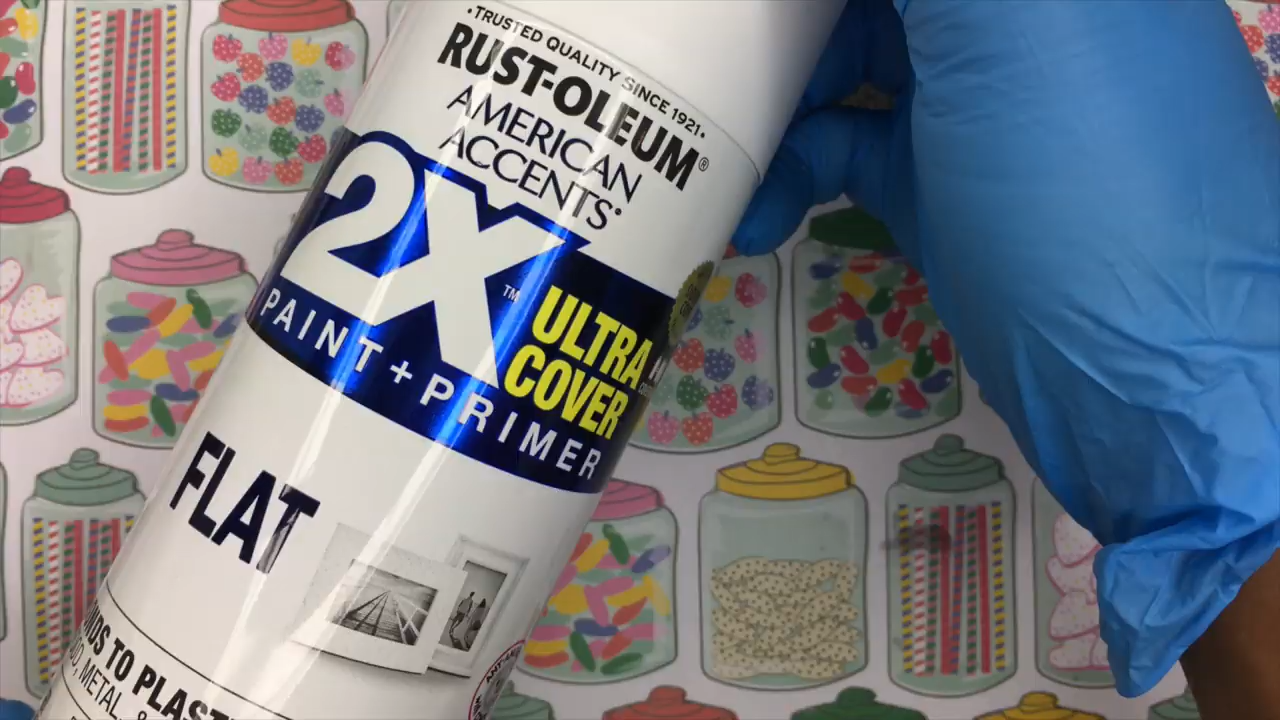 •TRUSTED QUALITY SINCE 1921•
RUST-OLEUM®
AMERICAN
ACCENTS®
2X™
ULTRA
COVER
PAINT+PRIMER
FLAT
TO PLAST
METAL, &